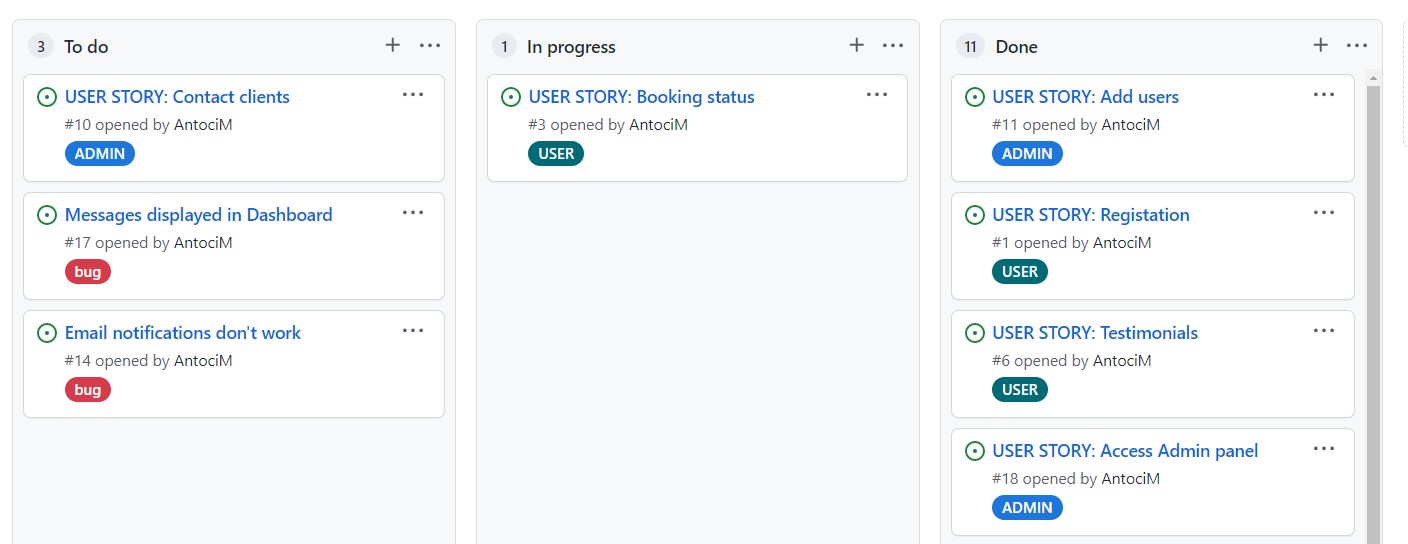 3 To do
USER STORY: Contact clients
#10 opened by AntociM
ADMIN
Messages displayed in Dashboard
#17 opened by AntociM
bug
Email notifications don't work
#14 opened by AntociM
bug
1 In progress
USER STORY: Booking status
#3 opened by AntociM
USER
11 Done
USER STORY: Add users
#11 opened by AntociM
ADMIN
USER STORY: Registation
#1 opened by AntociM
USER
USER STORY: Testimonials
#6 opened by AntociM
USER
USER STORY: Access Admin panel
#18 opened by AntociM
ADMIN